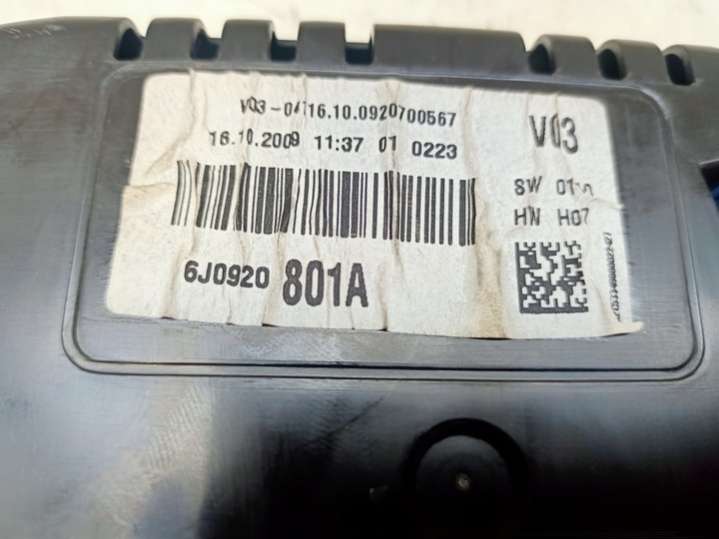 V03-04 16.10.0920700567
V03
16.10.2009 11:37 01 0223
SW
HW H07
6J0920 801A